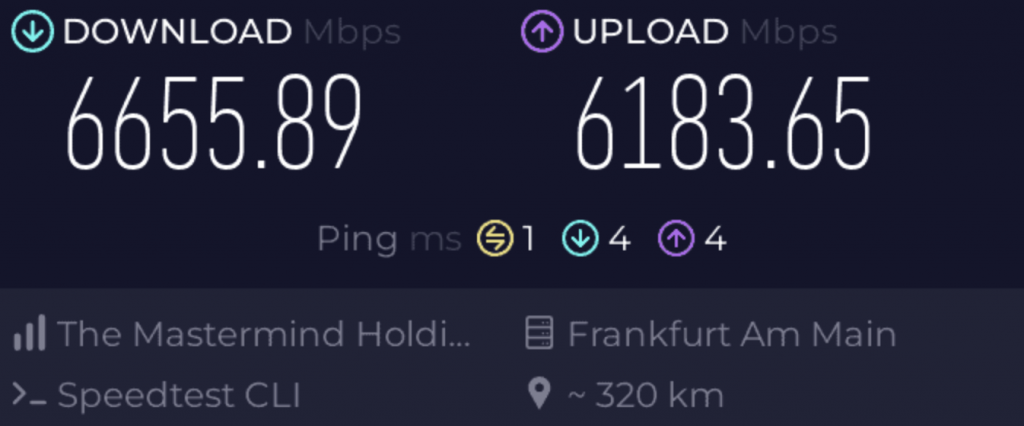 DOWNLOAD Mbps UPLOAD Mbps
6655.89 6183.65
Ping ms 1 4 4
The Mastermind Holdi... Frankfurt Am Main
Speedtest CLI ~ 320 km